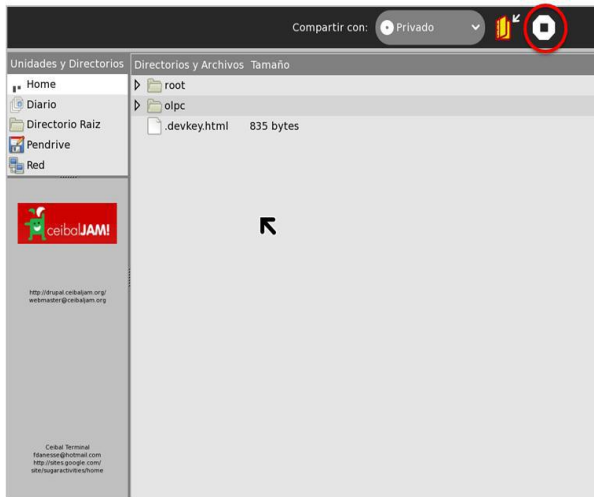 Compartir con: Privado
Unidades y Directorios
Home
Diario
Directorio Raiz
Pendrive
Red
Directorios y Archivos Tamaño
root
olpc
.devkey.html 835 bytes
ceibalJAM!
http://drupal.ceibaljam.org/
webmaster@ceibaljam.org
Ceibal Terminal
fdanesse@hotmail.com
http://sites.google.com/
site/sugaractivities/home